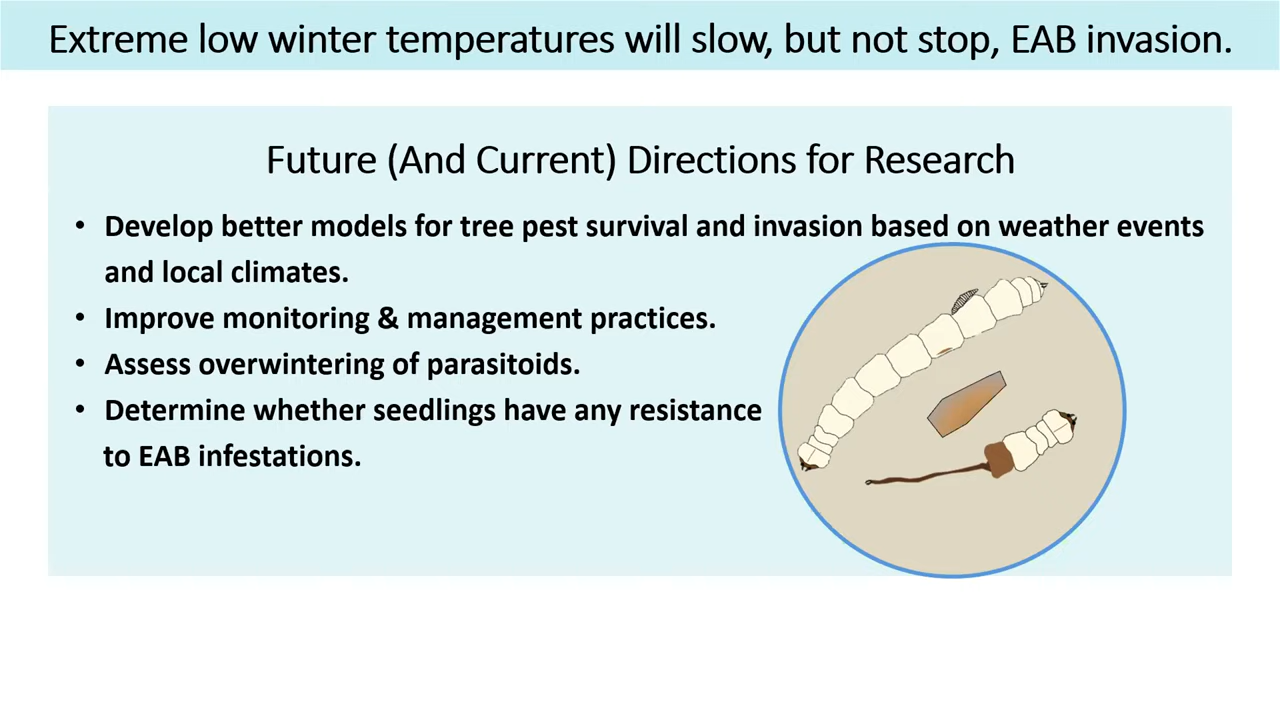 Extreme low winter temperatures will slow, but not stop, EAB invasion.
Future (And Current) Directions for Research
• Develop better models for tree pest survival and invasion based on weather events
and local climates.
• Improve monitoring & management practices.
• Assess overwintering of parasitoids.
• Determine whether seedlings have any resistance
to EAB infestations.